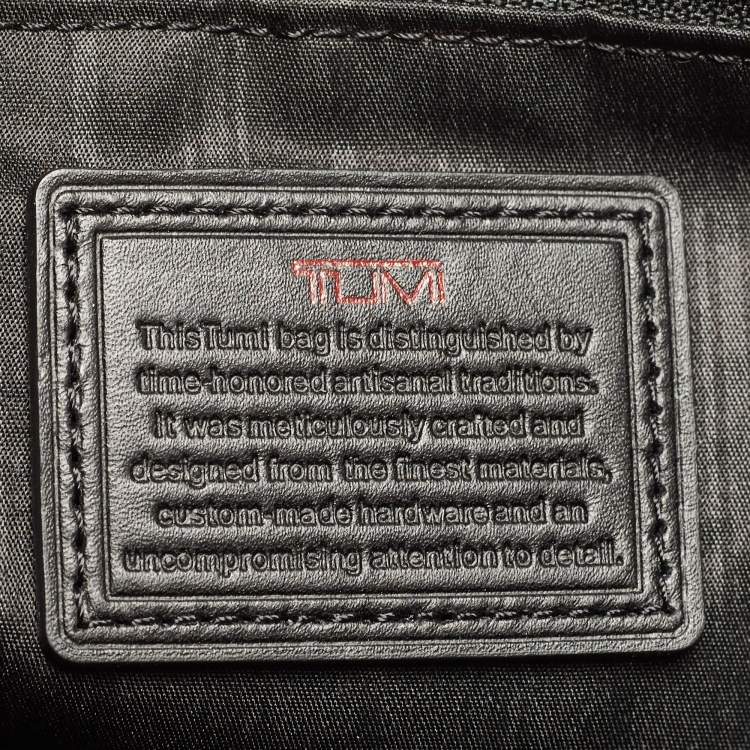 TUMI
This Tumi bag is distinguished by
time-honored artisanal traditions.
It was meticulously crafted and
designed from the finest materials,
custom-made hardware and an
uncompromising attention to detail.